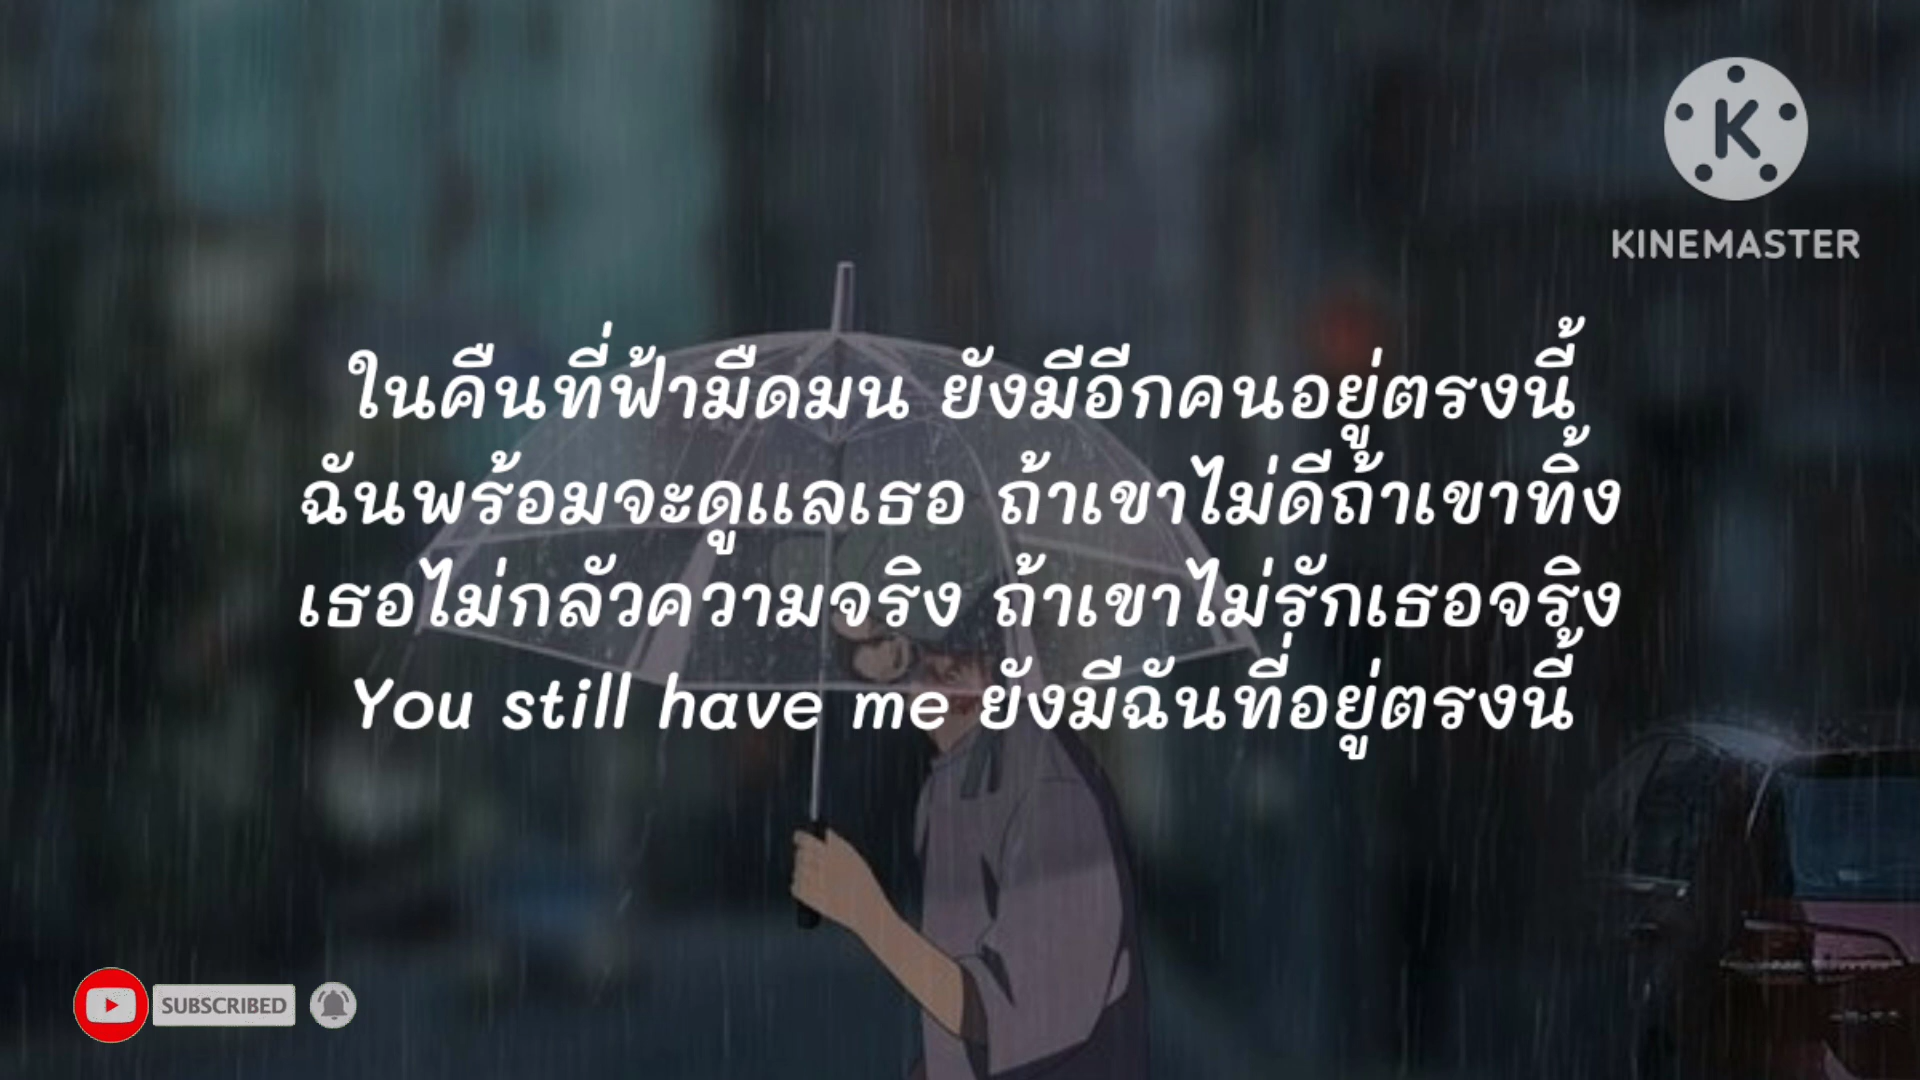 KINEMASTER
ในคืนที่ฟ้ามืดมน ยังมีอีกคนอยู่ตรงนี้
ฉันพร้อมจะดูแลเธอ ถ้าเขาไม่ดีถ้าเขาทิ้ง
เธอไม่กลัวความจริง ถ้าเขาไม่รักเธอจริง
You still have me ยังมีฉันที่อยู่ตรงนี้
SUBSCRIBED